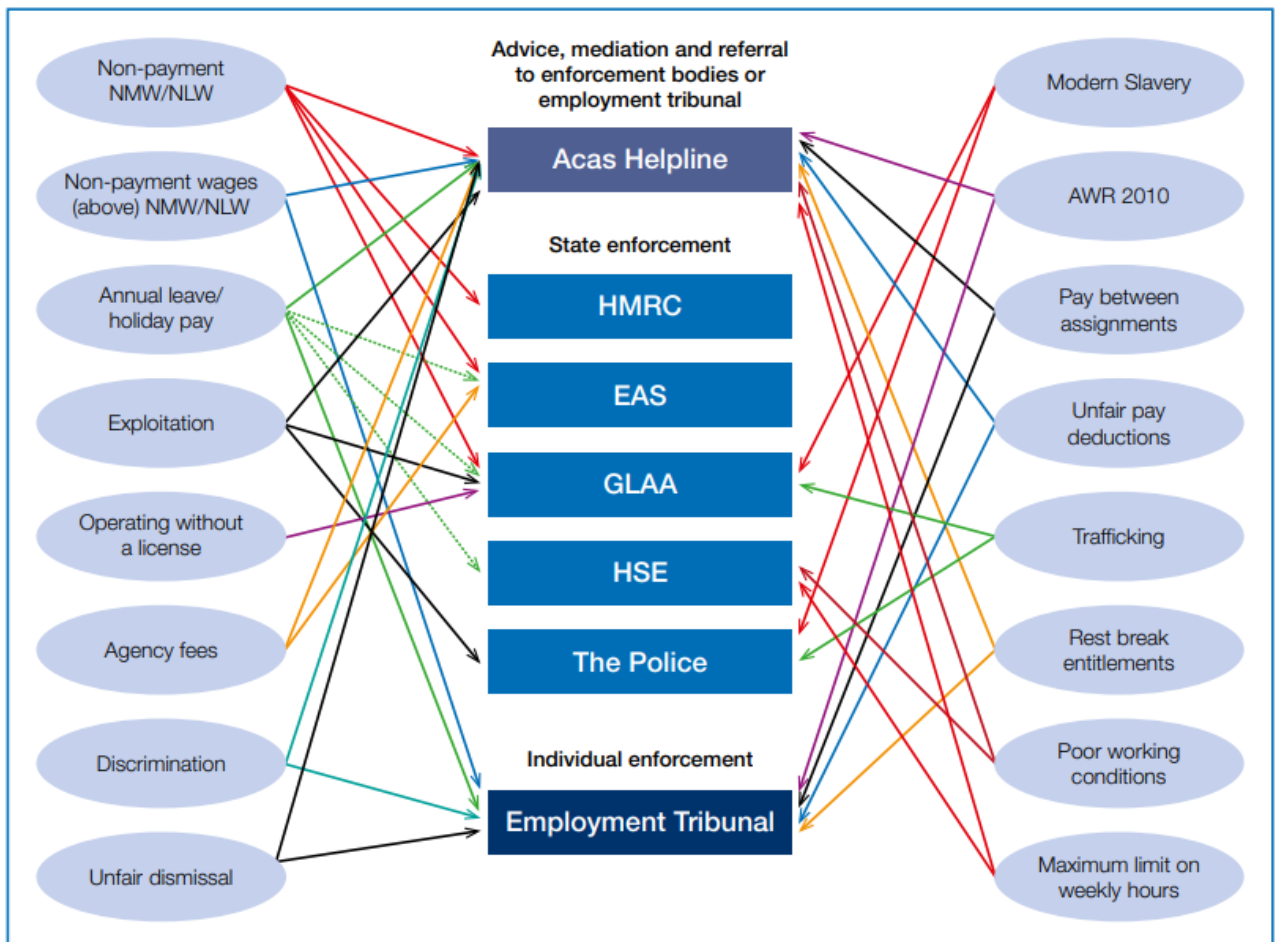 Non-payment
NMW/NLW
Non-payment wages
(above) NMW/NLW
Annual leave/
holiday pay
Exploitation
Operating without
a license
Agency fees
Discrimination
Unfair dismissal
Advice, mediation and referral
to enforcement bodies or
employment tribunal
Acas Helpline
State enforcement
HMRC
EAS
GLAA
HSE
The Police
Individual enforcement
Employment Tribunal
Modern Slavery
AWR 2010
Pay between
assignments
Unfair pay
deductions
Trafficking
Rest break
entitlements
Poor working
conditions
Maximum limit on
weekly hours